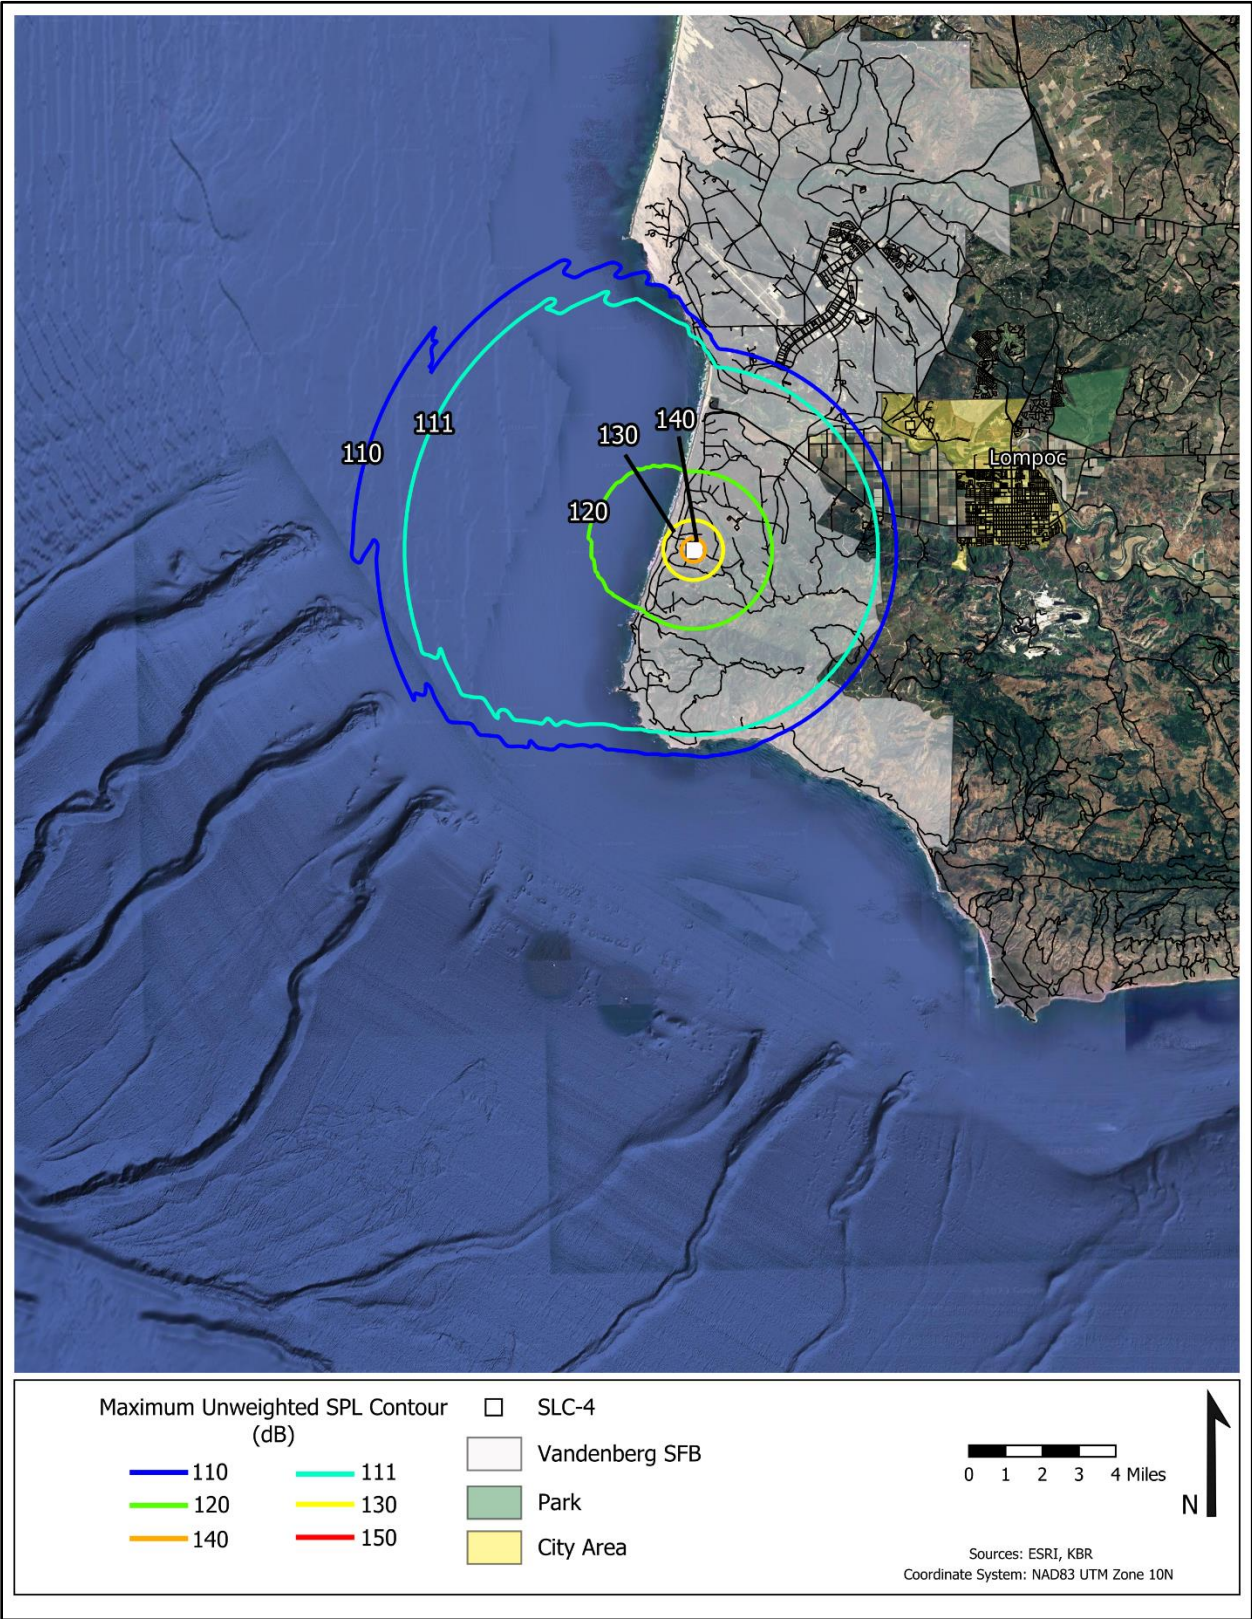 140
130
111
110
120
Lompoc
Maximum Unweighted SPL Contour
(dB)
110
111
120
130
140
150
SLC-4
Vandenberg SFB
Park
City Area
0 1 2 3 4 Miles
N
Sources: ESRI, KBR
Coordinate System: NAD83 UTM Zone 10N